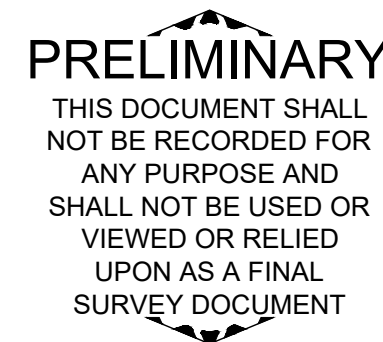 PRELIMINARY
THIS DOCUMENT SHALL
NOT BE RECORDED FOR
ANY PURPOSE AND
SHALL NOT BE USED OR
VIEWED OR RELIED
UPON AS A FINAL
SURVEY DOCUMENT